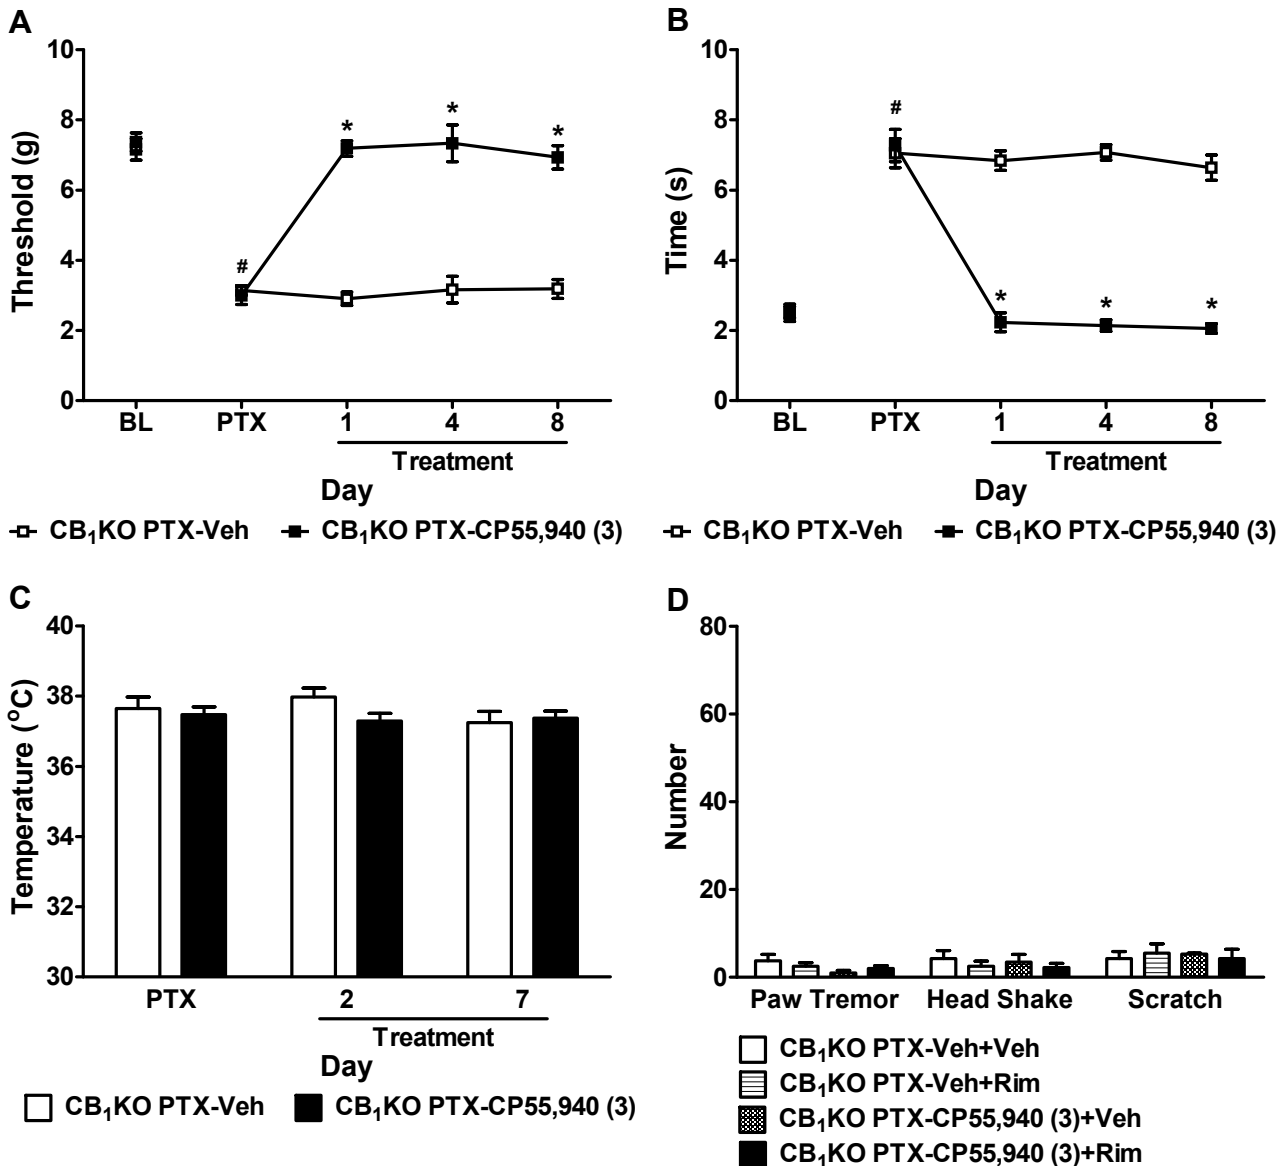 A
10
8
6
4
2
0
Threshold (g)
#
*
*
*
BL PTX 1 4 8
Treatment
Day
CB₁KO PTX-Veh CB₁KO PTX-CP55,940 (3)
B
10
8
6
4
2
0
Time (s)
#
*
*
*
BL PTX 1 4 8
Treatment
Day
CB₁KO PTX-Veh CB₁KO PTX-CP55,940 (3)
C
40
38
36
34
32
30
Temperature (°C)
PTX 2 7
Treatment
Day
CB₁KO PTX-Veh CB₁KO PTX-CP55,940 (3)
D
80
60
40
20
0
Number
Paw Tremor Head Shake Scratch
CB₁KO PTX-Veh+Veh
CB₁KO PTX-Veh+Rim
CB₁KO PTX-CP55,940 (3)+Veh
CB₁KO PTX-CP55,940 (3)+Rim